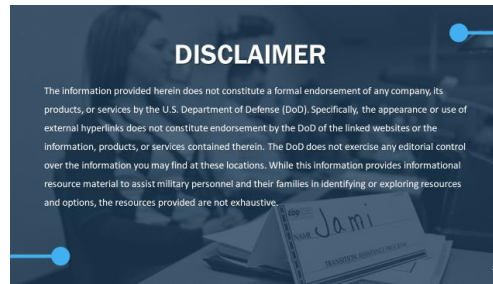 DISCLAIMER
The information provided herein does not constitute a formal endorsement of any company, its
products, or services by the U.S. Department of Defense (DoD). Specifically, the appearance or use of
external hyperlinks does not constitute endorsement by the DoD of the linked websites or the
information, products, or services contained therein. The DoD does not exercise any editorial control
over the information you may find at these locations. While this information provides informational
resource material to assist military personnel and their families in identifying or exploring resources
and options, the resources provided are not exhaustive.
NAME Jami
TRANSITION ASSISTANCE PROGRAM